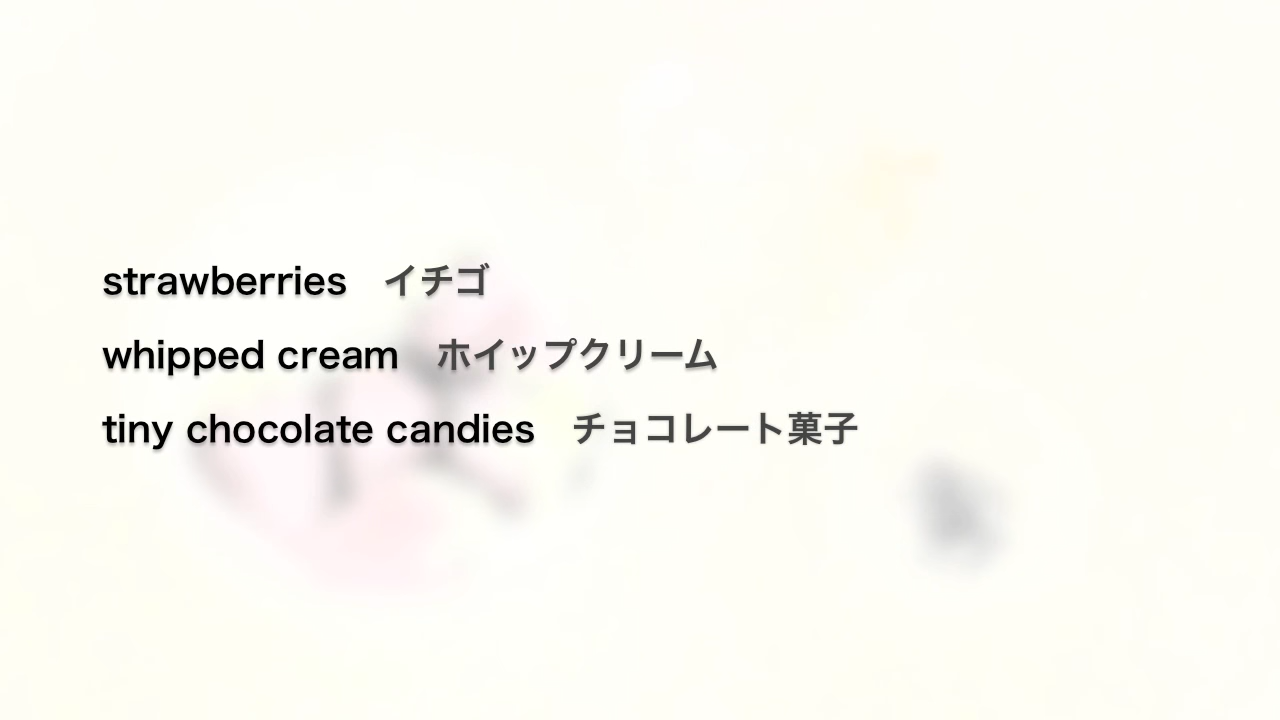 strawberries　イチゴ
whipped cream　ホイップクリーム
tiny chocolate candies　チョコレート菓子